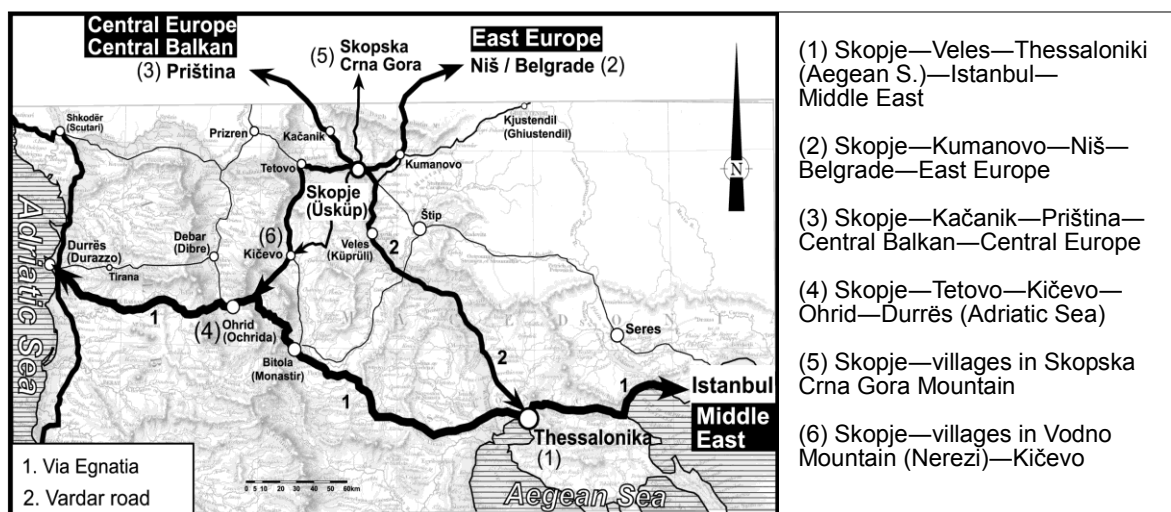 Central Europe
Central Balkan
(3) Priština
(5) Skopska
Crna Gora
East Europe
Niš / Belgrade (2)
Shkodër
(Scutari)
Prizren
Kačanik
Kjustendil
(Ghiustendil)
Tetovo
Kumanovo
N
Skopje
(Üsküp)
Štip
(6)
Kičevo
Veles
(Küprüli)
2
Debar
(Dibre)
Durrës
(Durazzo)
Tirana
Adriatic Sea
1
(4) Ohrid
(Ochrida)
MACEDONI
Seres
Bitola
(Monastir)
2
1
1
Istanbul
Middle
East
Thessalonika
(1)
Aegean Sea
0 5 10 20 30 40 50 60km
1. Via Egnatia
2. Vardar road
(1) Skopje—Veles—Thessaloniki
(Aegean S.)—Istanbul—
Middle East
(2) Skopje—Kumanovo—Niš—
Belgrade—East Europe
(3) Skopje—Kačanik—Priština—
Central Balkan—Central Europe
(4) Skopje—Tetovo—Kičevo—
Ohrid—Durrës (Adriatic Sea)
(5) Skopje—villages in Skopska
Crna Gora Mountain
(6) Skopje—villages in Vodno
Mountain (Nerezi)—Kičevo